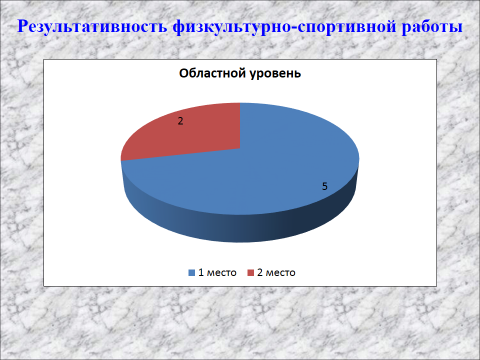 Результативность физкультурно-спортивной работы
Областной уровень
2
5
1 место 2 место